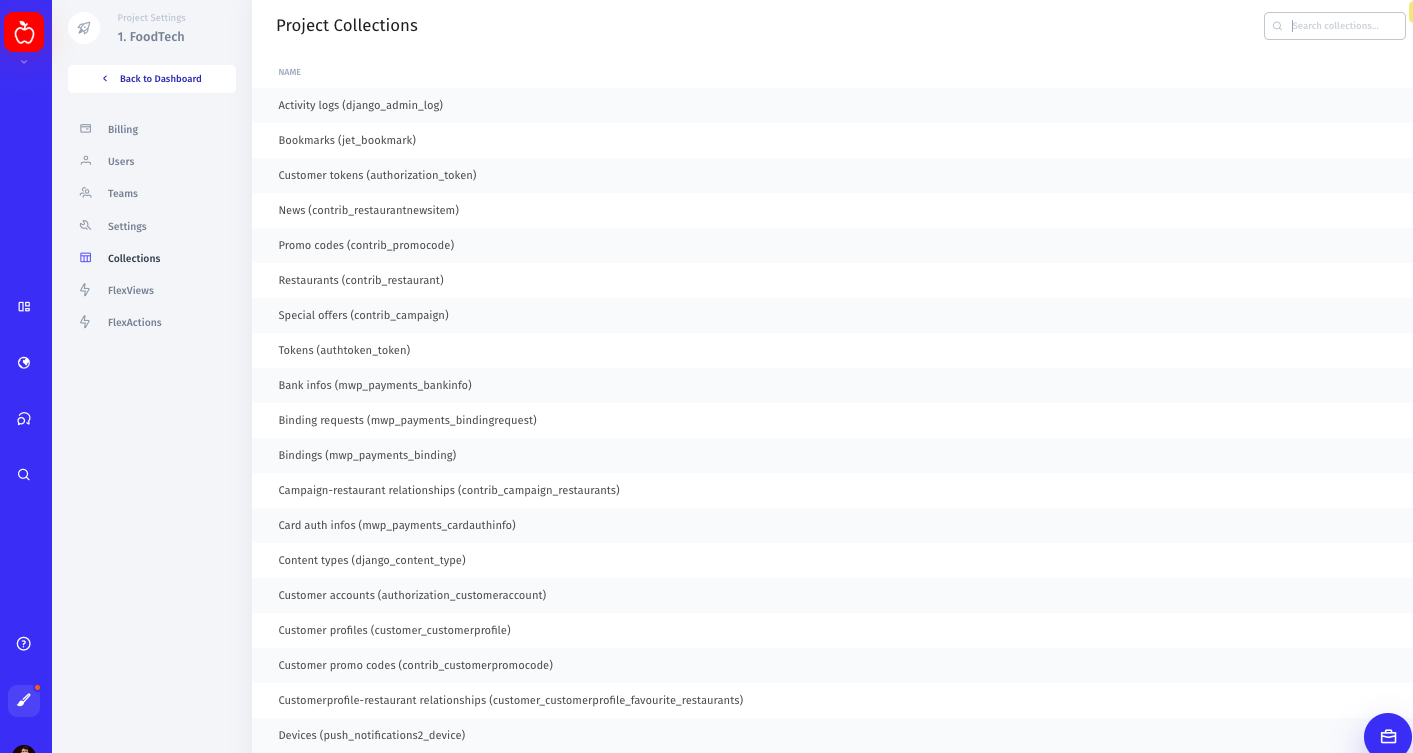 Project Settings
1. FoodTech
Back to Dashboard
Billing
Users
Teams
Settings
Collections
FlexViews
FlexActions
Project Collections
Search collections...
NAME
Activity logs (django_admin_log)
Bookmarks (jet_bookmark)
Customer tokens (authorization_token)
News (contrib_restaurantnewsitem)
Promo codes (contrib_promocode)
Restaurants (contrib_restaurant)
Special offers (contrib_campaign)
Tokens (authtoken_token)
Bank infos (mwp_payments_bankinfo)
Binding requests (mwp_payments_bindingrequest)
Bindings (mwp_payments_binding)
Campaign-restaurant relationships (contrib_campaign_restaurants)
Card auth infos (mwp_payments_cardauthinfo)
Content types (django_content_type)
Customer accounts (authorization_customeraccount)
Customer profiles (customer_customerprofile)
Customer promo codes (contrib_customerpromocode)
Customerprofile-restaurant relationships (customer_customerprofile_favourite_restaurants)
Devices (push_notifications2_device)